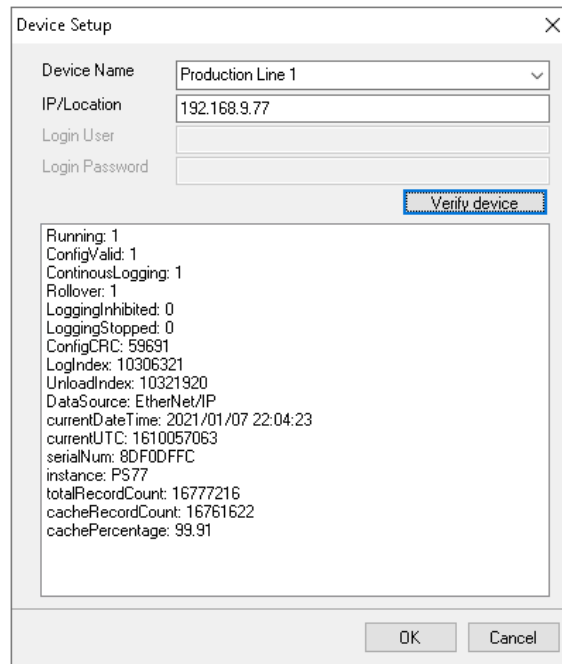 Device Setup
Device Name
Production Line 1
IP/Location
192.168.9.77
Login User
Login Password
Verify device
Running: 1
ConfigValid: 1
ContinousLogging: 1
Rollover: 1
LoggingInhibited: 0
LoggingStopped: 0
ConfigCRC: 59691
LogIndex: 10306321
UnloadIndex: 10321920
DataSource: EtherNet/IP
currentDateTime: 2021/01/07 22:04:23
currentUTC: 1610057063
serialNum: 8DF0DFFC
instance: PS77
totalRecordCount: 16777216
cacheRecordCount: 16761622
cachePercentage: 99.91
OK Cancel